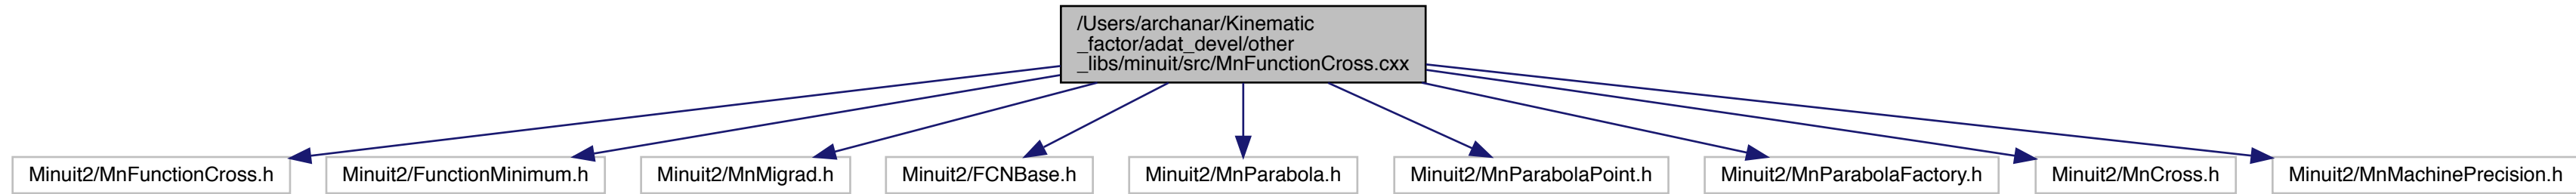 /Users/archanar/Kinematic
_factor/adat_devel/other
_libs/minuit/src/MnFunctionCross.cxx
Minuit2/MnFunctionCross.h
Minuit2/FunctionMinimum.h
Minuit2/MnMigrad.h
Minuit2/FCNBase.h
Minuit2/MnParabola.h
Minuit2/MnParabolaPoint.h
Minuit2/MnParabolaFactory.h
Minuit2/MnCross.h
Minuit2/MnMachinePrecision.h